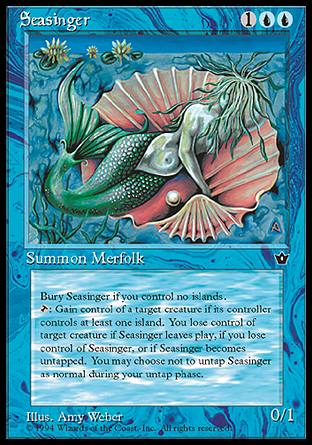 Seasinger 1
Summon Merfolk
Bury Seasinger if you control no islands.
: Gain control of a target creature if its controller
controls at least one island. You lose control of
target creature if Seasinger leaves play, if you lose
control of Seasinger, or if Seasinger becomes
untapped. You may choose not to untap Seasinger
as normal during your untap phase.
Illus. Amy Weber 0/1
©1994 Wizards of the Coast, Inc. All rights reserved.